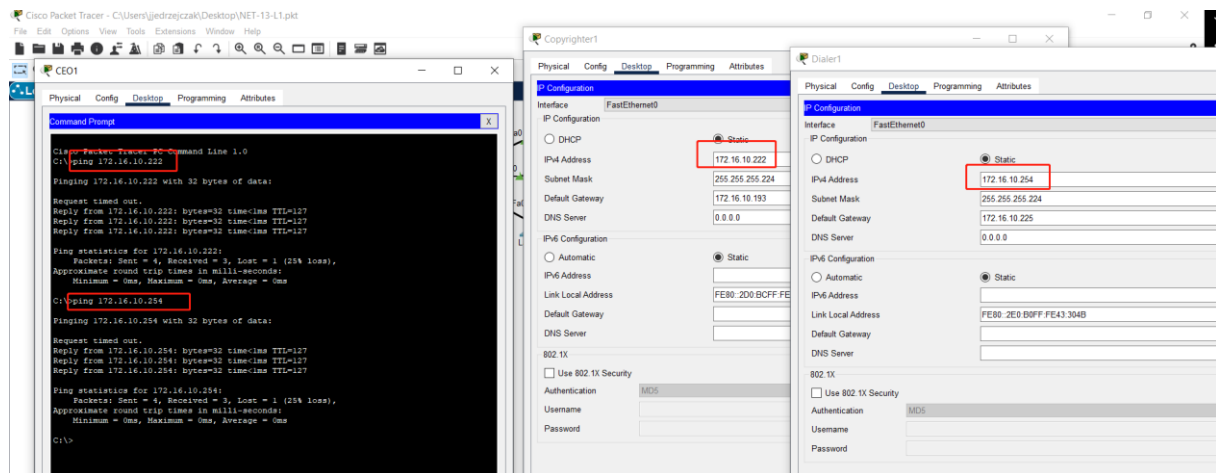 Cisco Packet Tracer - C:\Users\jjedrzejczak\Desktop\NET-13-L1.pkt
File Edit Options View Tools Extensions Window Help
CEO1
Physical Config Desktop Programming Attributes
Command Prompt
X
Cisco Packet Tracer PC Command Line 1.0
C:\>ping 172.16.10.222
Pinging 172.16.10.222 with 32 bytes of data:
Request timed out.
Reply from 172.16.10.222: bytes=32 time<1ms TTL=127
Reply from 172.16.10.222: bytes=32 time<1ms TTL=127
Reply from 172.16.10.222: bytes=32 time<1ms TTL=127
Ping statistics for 172.16.10.222:
Packets: Sent = 4, Received = 3, Lost = 1 (25% loss),
Approximate round trip times in milli-seconds:
Minimum = 0ms, Maximum = 0ms, Average = 0ms
C:\>ping 172.16.10.254
Pinging 172.16.10.254 with 32 bytes of data:
Request timed out.
Reply from 172.16.10.254: bytes=32 time<1ms TTL=127
Reply from 172.16.10.254: bytes=32 time<1ms TTL=127
Reply from 172.16.10.254: bytes=32 time<1ms TTL=127
Ping statistics for 172.16.10.254:
Packets: Sent = 4, Received = 3, Lost = 1 (25% loss),
Approximate round trip times in milli-seconds:
Minimum = 0ms, Maximum = 0ms, Average = 0ms
C:\>
Copyrighter1
Physical Config Desktop Programming Attributes
IP Configuration
Interface FastEthernet0
IP Configuration
DHCP Static
IPv4 Address 172.16.10.222
Subnet Mask 255.255.255.224
Default Gateway 172.16.10.193
DNS Server 0.0.0.0
IPv6 Configuration
Automatic Static
IPv6 Address
Link Local Address FE80::2D0:BCFF:FE
Default Gateway
DNS Server
802.1X
Use 802.1X Security
Authentication MD5
Username
Password
Dialer1
Physical Config Desktop Programming Attributes
IP Configuration
Interface FastEthernet0
IP Configuration
DHCP Static
IPv4 Address 172.16.10.254
Subnet Mask 255.255.255.224
Default Gateway 172.16.10.225
DNS Server 0.0.0.0
IPv6 Configuration
Automatic Static
IPv6 Address
Link Local Address FE80::2E0:B0FF:FE43:304B
Default Gateway
DNS Server
802.1X
Use 802.1X Security
Authentication MD5
Username
Password